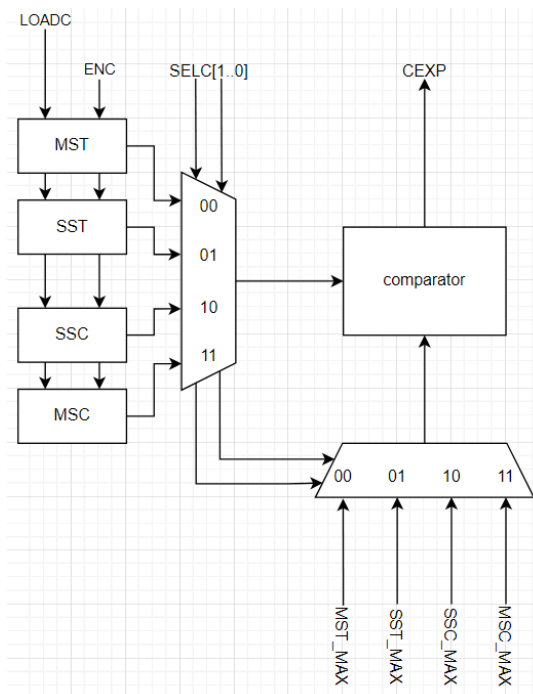 LOADC
ENC
SELC[1..0]
CEXP
MST
SST
SSC
MSC
00
01
10
11
comparator
00
01
10
11
MST_MAX
SST_MAX
SSC_MAX
MSC_MAX